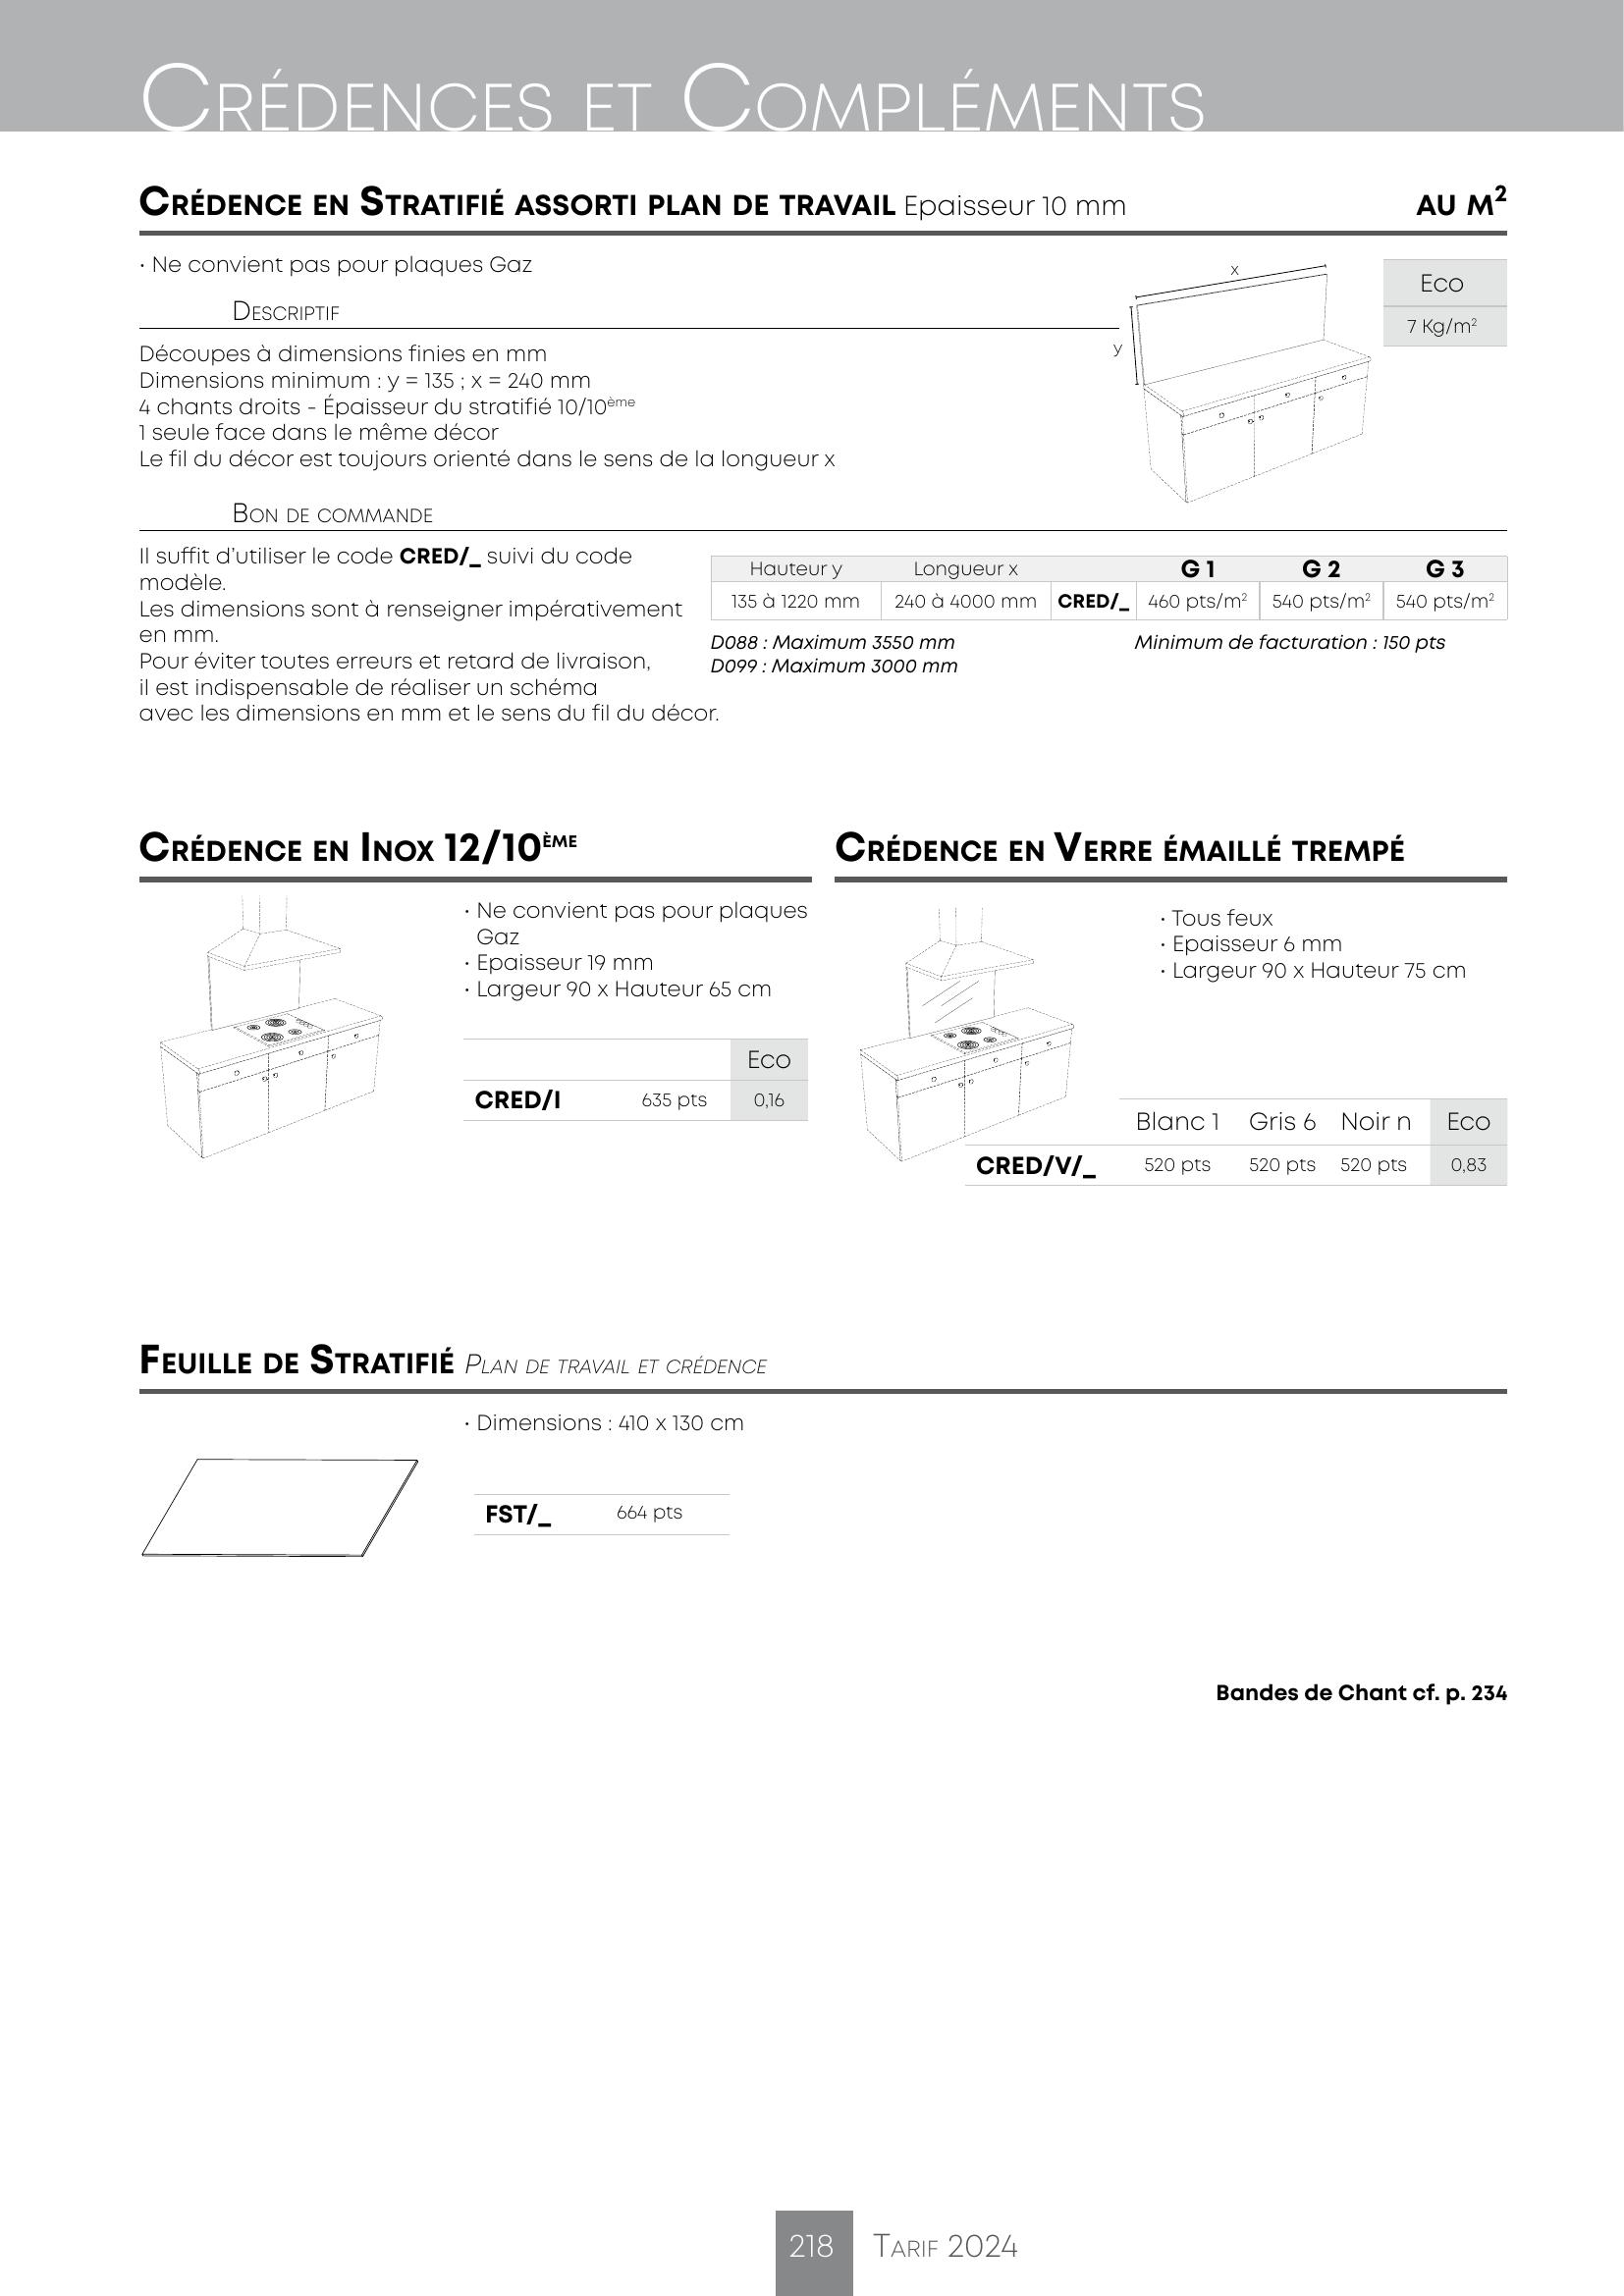 Crédences et Compléments
Crédence en Stratifié assorti plan de travail Epaisseur 10 mm au m²
· Ne convient pas pour plaques Gaz
Descriptif
Découpes à dimensions finies en mm
Dimensions minimum : y = 135 ; x = 240 mm
4 chants droits - Épaisseur du stratifié 10/10ème
1 seule face dans le même décor
Le fil du décor est toujours orienté dans le sens de la longueur x
x
y
Eco
7 Kg/m²
Bon de commande
Il suffit d’utiliser le code CRED/_ suivi du code
modèle.
Les dimensions sont à renseigner impérativement
en mm.
Pour éviter toutes erreurs et retard de livraison,
il est indispensable de réaliser un schéma
avec les dimensions en mm et le sens du fil du décor.
Hauteur y Longueur x G 1 G 2 G 3
135 à 1220 mm 240 à 4000 mm CRED/_ 460 pts/m² 540 pts/m² 540 pts/m²
D088 : Maximum 3550 mm Minimum de facturation : 150 pts
D099 : Maximum 3000 mm
Crédence en Inox 12/10ème
· Ne convient pas pour plaques
Gaz
· Epaisseur 19 mm
· Largeur 90 x Hauteur 65 cm
Eco
CRED/I 635 pts 0,16
Crédence en Verre émaillé trempé
· Tous feux
· Epaisseur 6 mm
· Largeur 90 x Hauteur 75 cm
Blanc 1 Gris 6 Noir n Eco
CRED/V/_ 520 pts 520 pts 520 pts 0,83
Feuille de Stratifié Plan de travail et crédence
· Dimensions : 410 x 130 cm
FST/_ 664 pts
Bandes de Chant cf. p. 234
218 Tarif 2024